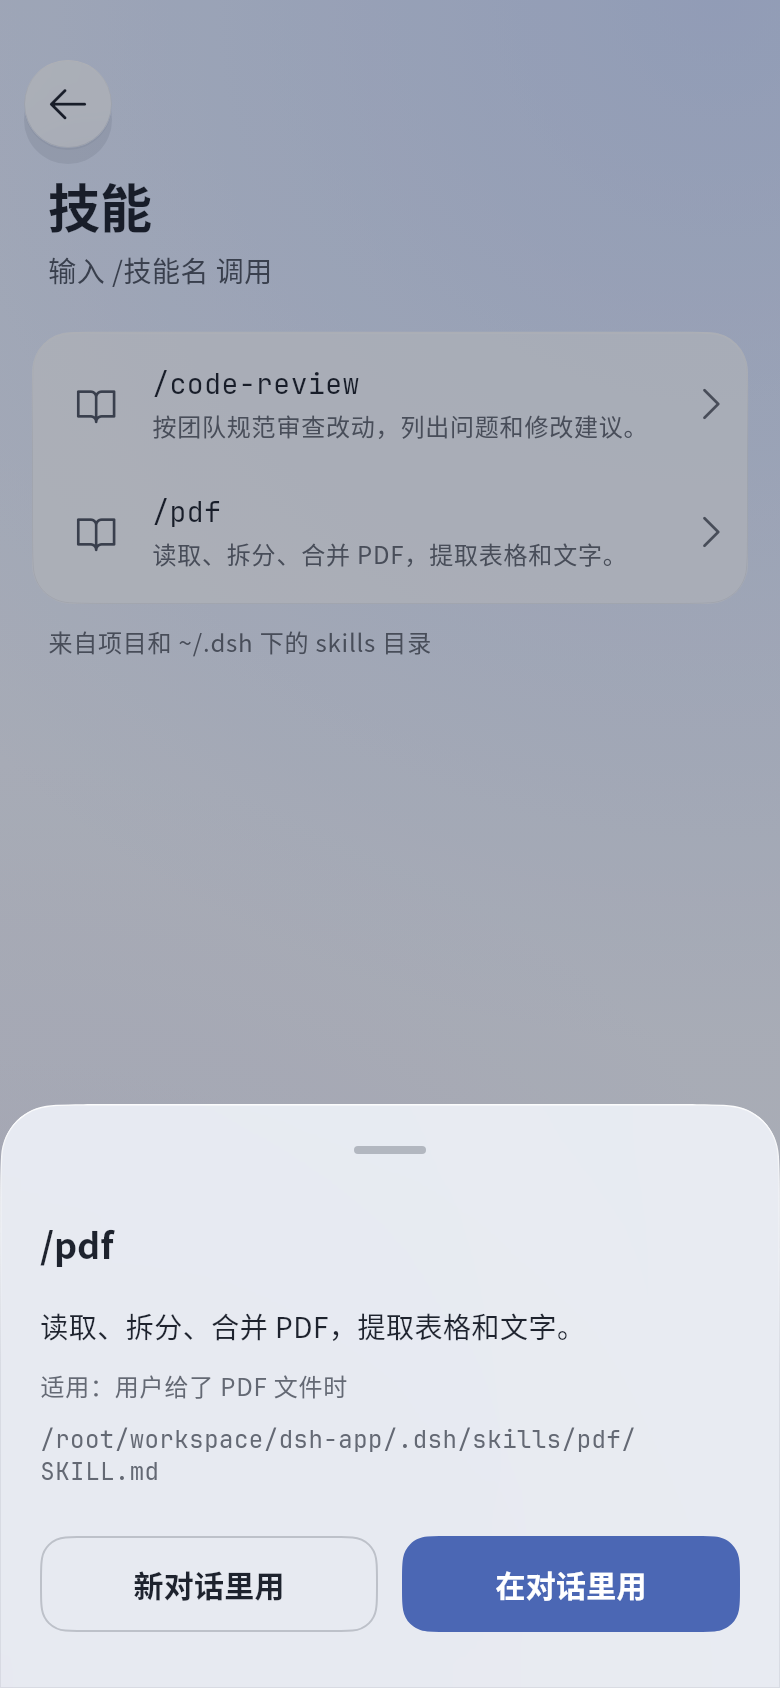 技能
输入 /技能名 调用
/code-review
按团队规范审查改动，列出问题和修改建议。
/pdf
读取、拆分、合并 PDF，提取表格和文字。
来自项目和 ~/.dsh 下的 skills 目录
/pdf
读取、拆分、合并 PDF，提取表格和文字。
适用：用户给了 PDF 文件时
/root/workspace/dsh-app/.dsh/skills/pdf/
SKILL.md
新对话里用
在对话里用